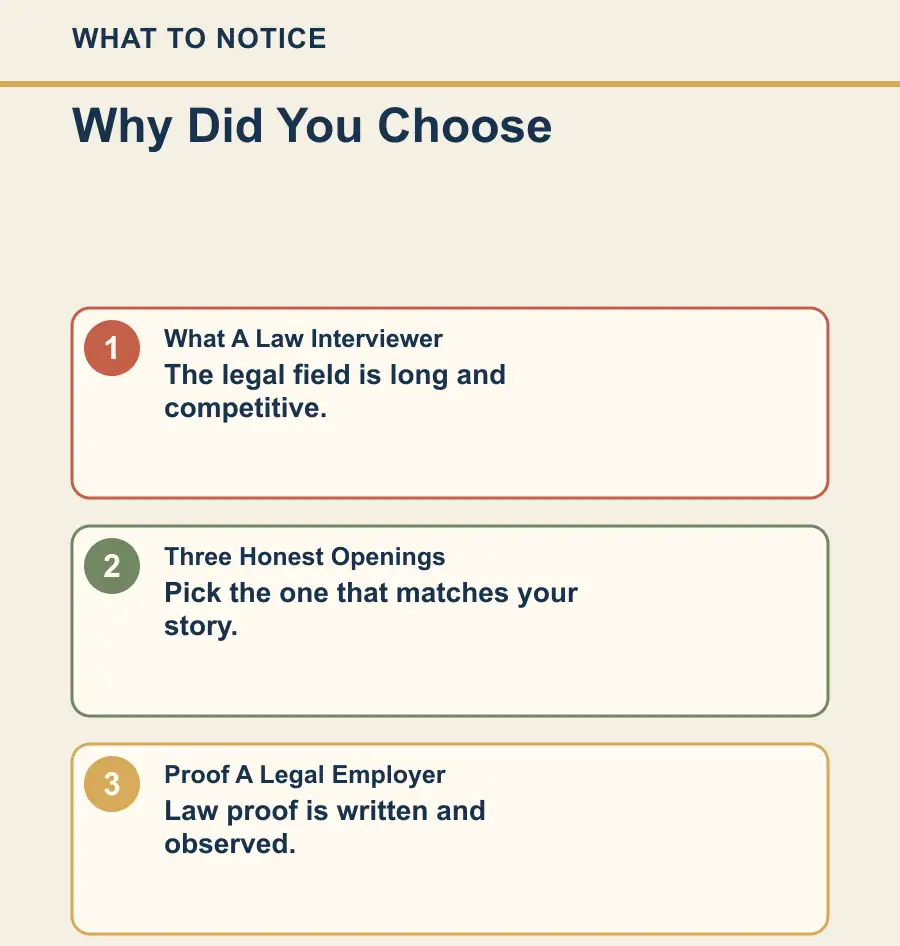 WHAT TO NOTICE
Why Did You Choose
1
What A Law Interviewer
The legal field is long and
competitive.
2
Three Honest Openings
Pick the one that matches your
story.
3
Proof A Legal Employer
Law proof is written and
observed.